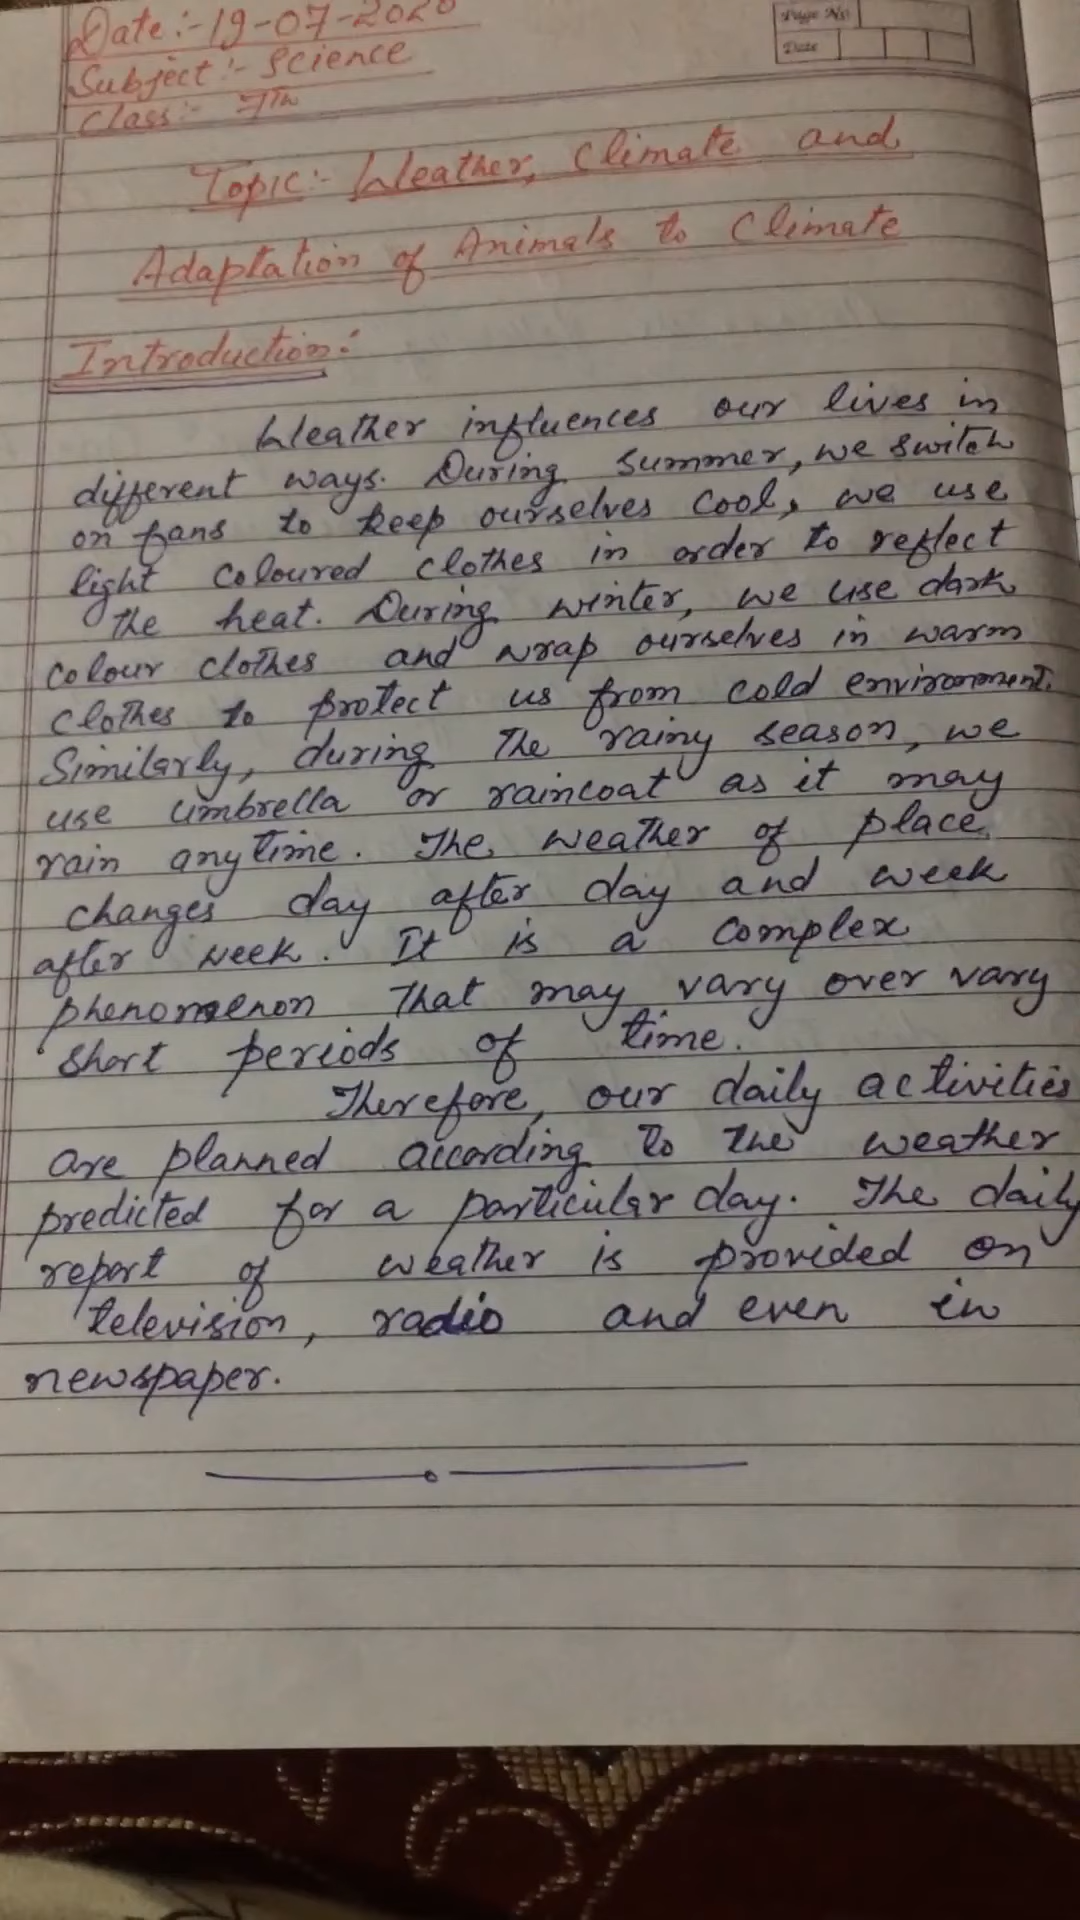 Date:-19-07-2020
Subject:- Science
Class:- 7Th
Page No.
Date
Topic:- Weather, Climate and
Adaptation of Animals to Climate
Introduction:
Weather influences our lives in
different ways. During summer, we switch
on fans to keep ourselves cool, we use
light coloured clothes in order to reflect
the heat. During winter, we use dark
colour clothes and wrap ourselves in warm
clothes to protect us from cold environment.
Similarly, during the rainy season, we
use umbrella or raincoat as it may
rain anytime. The weather of place
changes day after day and week
after week. It is a complex
phenomenon that may vary over vary
short periods of time.
Therefore, our daily activities
are planned according to the weather
predicted for a particular day. The daily
report of weather is provided on
television, radio and even in
newspaper.